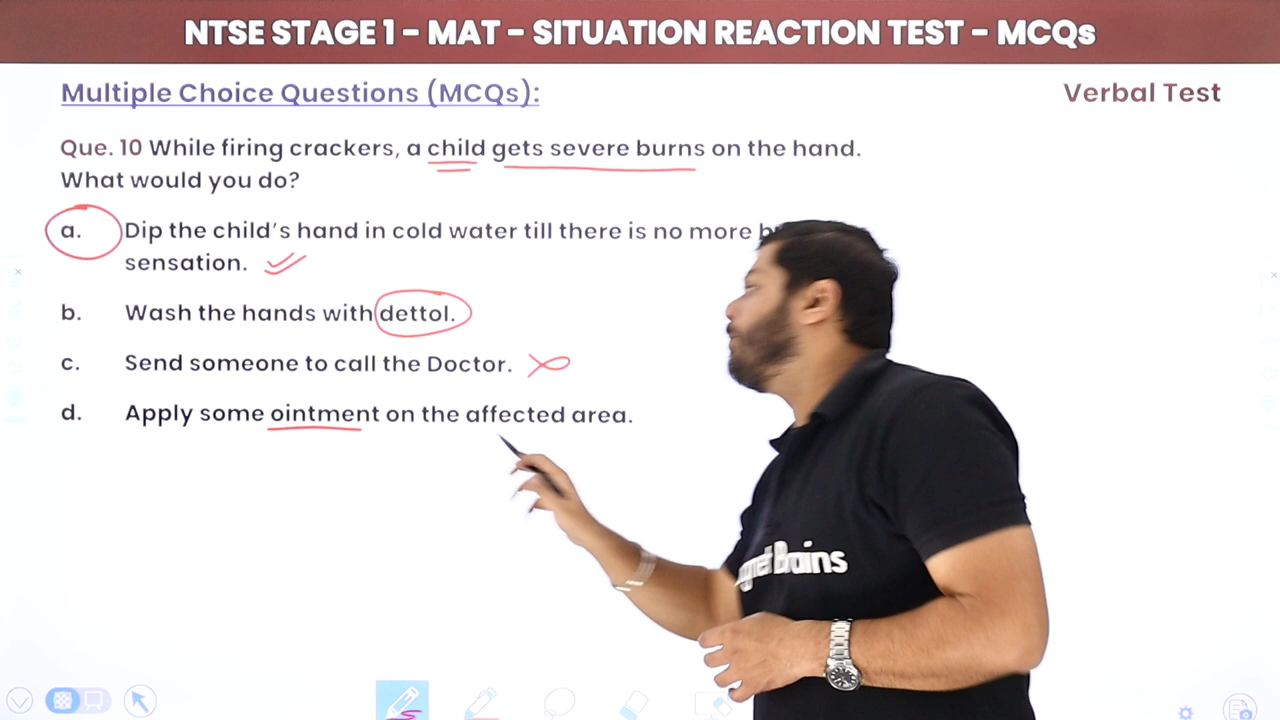 NTSE STAGE 1 – MAT – SITUATION REACTION TEST – MCQs
Multiple Choice Questions (MCQs):
Verbal Test
Que. 10 While firing crackers, a child gets severe burns on the hand.
What would you do?
a. Dip the child's hand in cold water till there is no more
sensation.
b. Wash the hands with dettol.
c. Send someone to call the Doctor.
d. Apply some ointment on the affected area.
Brains